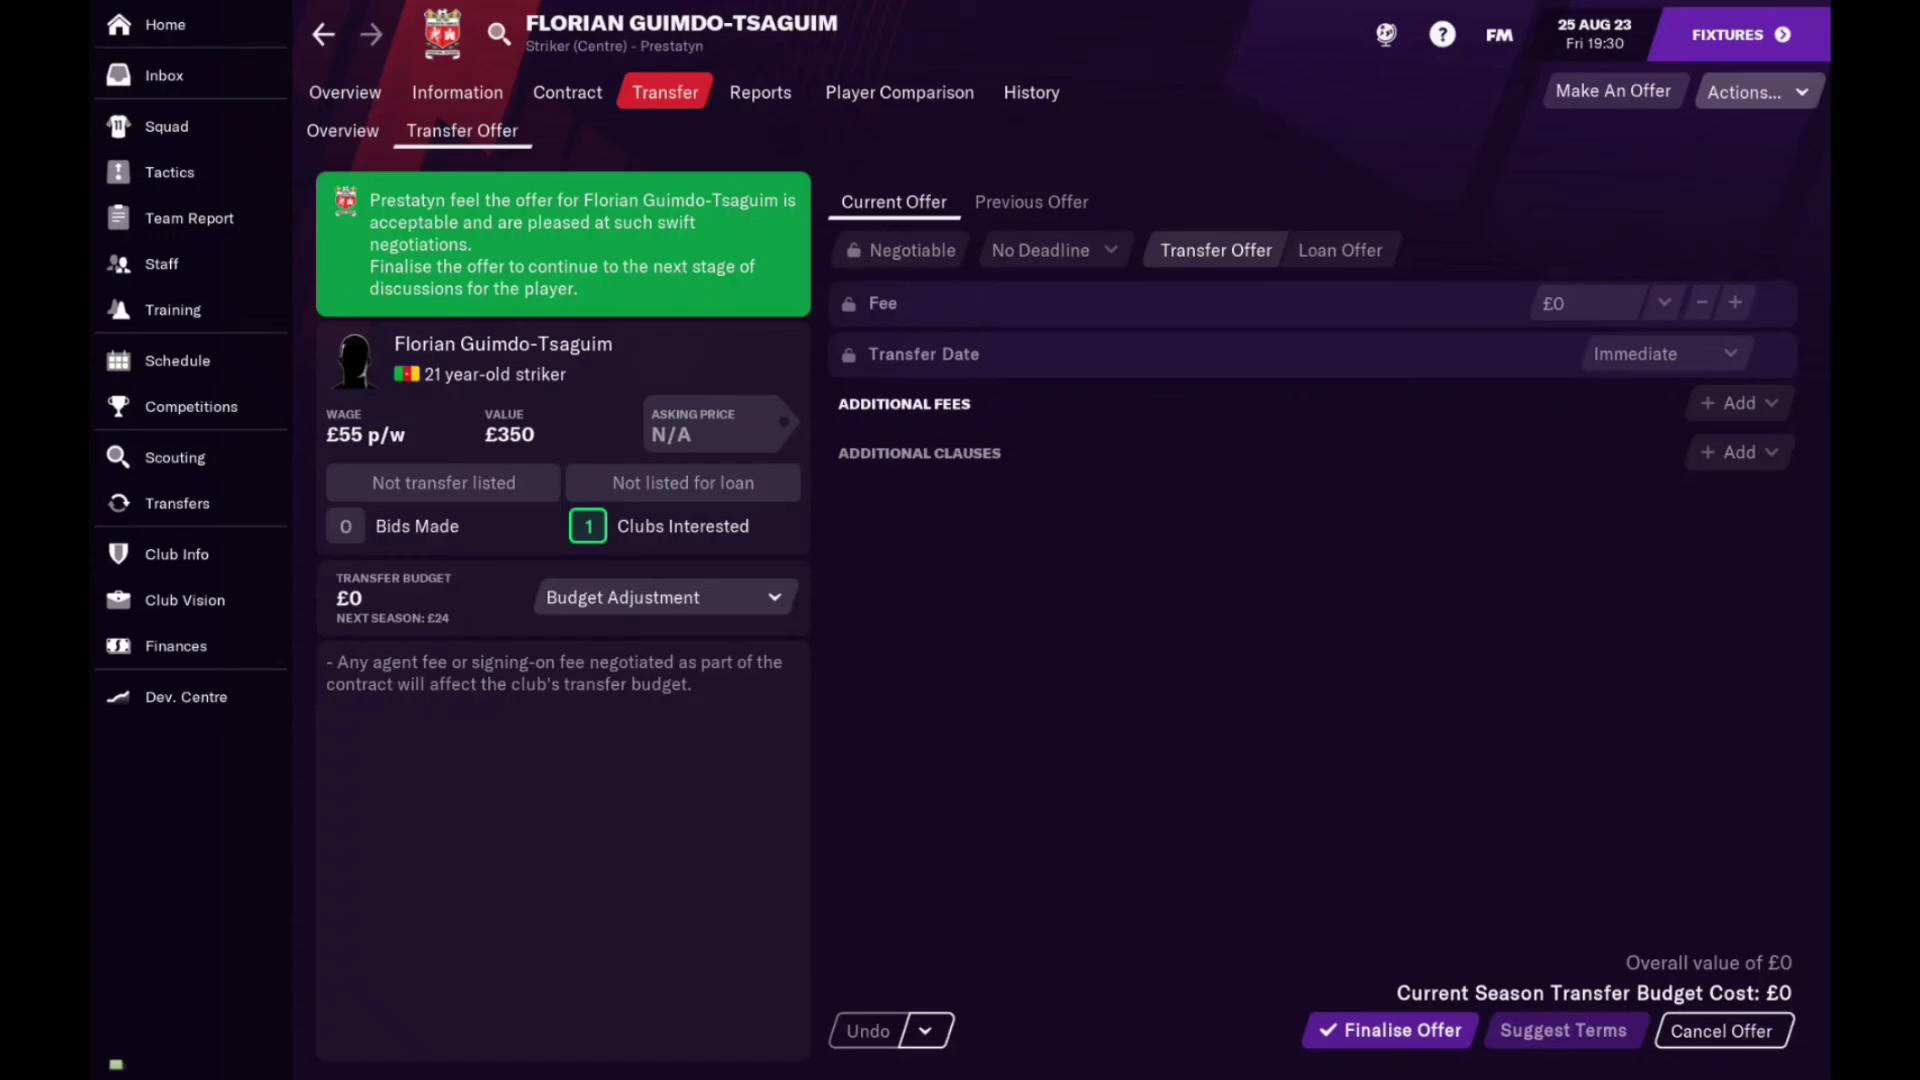 Home
Inbox
Squad
Tactics
Team Report
Staff
Training
Schedule
Competitions
Scouting
Transfers
Club Info
Club Vision
Finances
Dev. Centre
FLORIAN GUIMDO-TSAGUIM
Striker (Centre) - Prestatyn
?
FM
25 AUG 23
Fri 19:30
FIXTURES
Overview Information Contract Transfer Reports Player Comparison History
Make An Offer
Actions...
Overview Transfer Offer
Prestatyn feel the offer for Florian Guimdo-Tsaguim is
acceptable and are pleased at such swift
negotiations.
Finalise the offer to continue to the next stage of
discussions for the player.
Florian Guimdo-Tsaguim
21 year-old striker
WAGE
£55 p/w
VALUE
£350
ASKING PRICE
N/A
Not transfer listed
Not listed for loan
0 Bids Made
1 Clubs Interested
TRANSFER BUDGET
£0
NEXT SEASON: £24
Budget Adjustment
- Any agent fee or signing-on fee negotiated as part of the
contract will affect the club's transfer budget.
Current Offer Previous Offer
Negotiable No Deadline Transfer Offer Loan Offer
Fee £0 - +
Transfer Date Immediate
ADDITIONAL FEES + Add
ADDITIONAL CLAUSES + Add
Overall value of £0
Current Season Transfer Budget Cost: £0
Undo
Finalise Offer
Suggest Terms
Cancel Offer